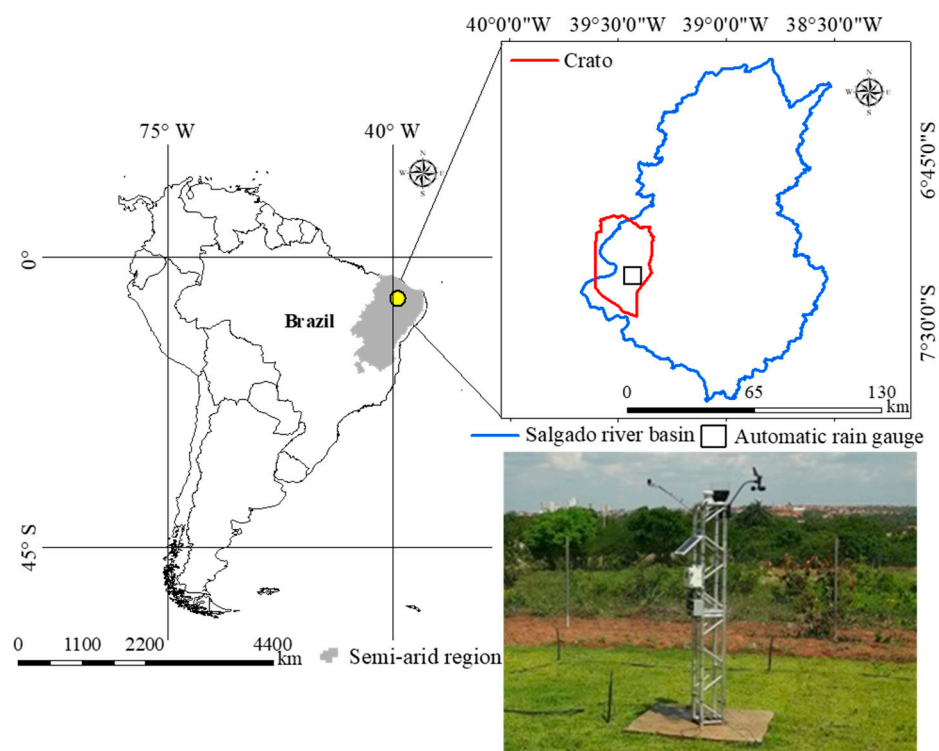 40°0'0"W 39°30'0"W 39°0'0"W 38°30'0"W
Crato
N
W E
S
6°45'0"S
7°30'0"S
0 65 130
km
Salgado river basin Automatic rain gauge
75° W 40° W
N
W E
S
0°
Brazil
45° S
0 1100 2200 4400
km
Semi-arid region